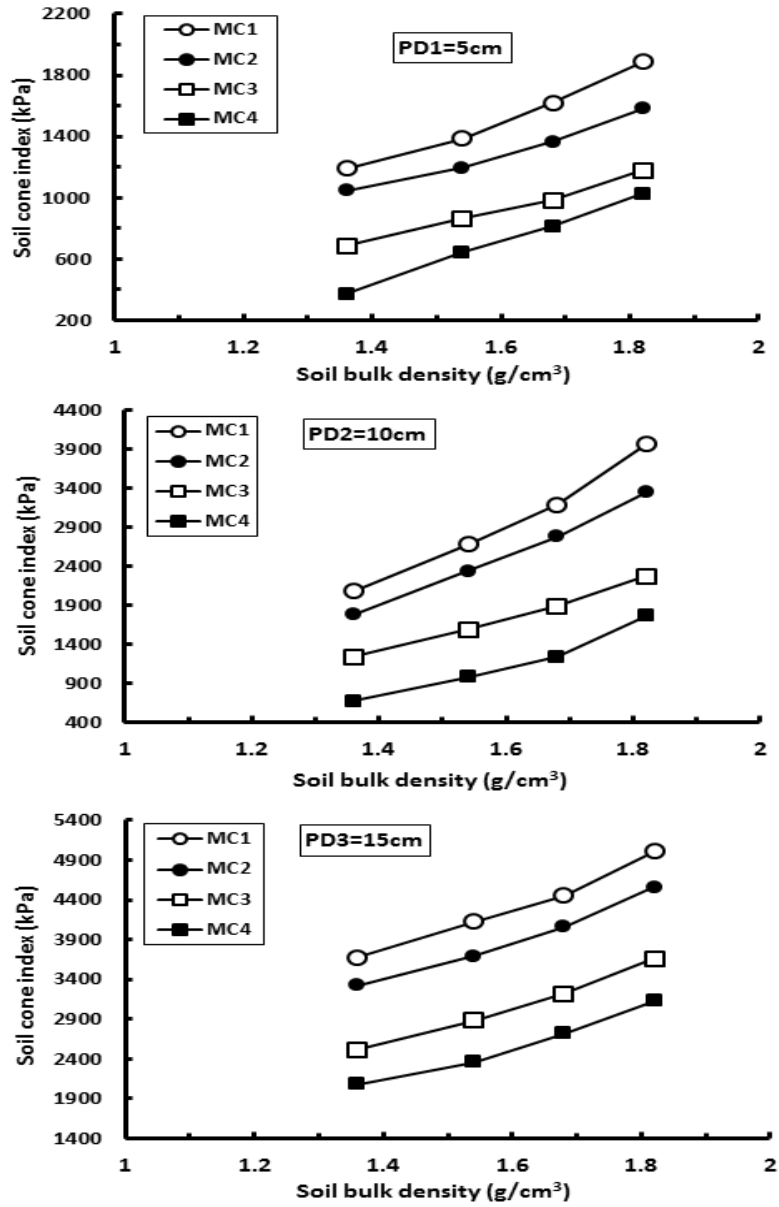 2200
1800
1400
1000
600
200
Soil cone index (kPa)
MC1
MC2
MC3
MC4
PD1=5cm
1
1.2
1.4
1.6
1.8
2
Soil bulk density (g/cm³)
4400
3900
3400
2900
2400
1900
1400
900
400
Soil cone index (kPa)
MC1
MC2
MC3
MC4
PD2=10cm
1
1.2
1.4
1.6
1.8
2
Soil bulk density (g/cm³)
5400
4900
4400
3900
3400
2900
2400
1900
1400
Soil cone index (kPa)
MC1
MC2
MC3
MC4
PD3=15cm
1
1.2
1.4
1.6
1.8
2
Soil bulk density (g/cm³)